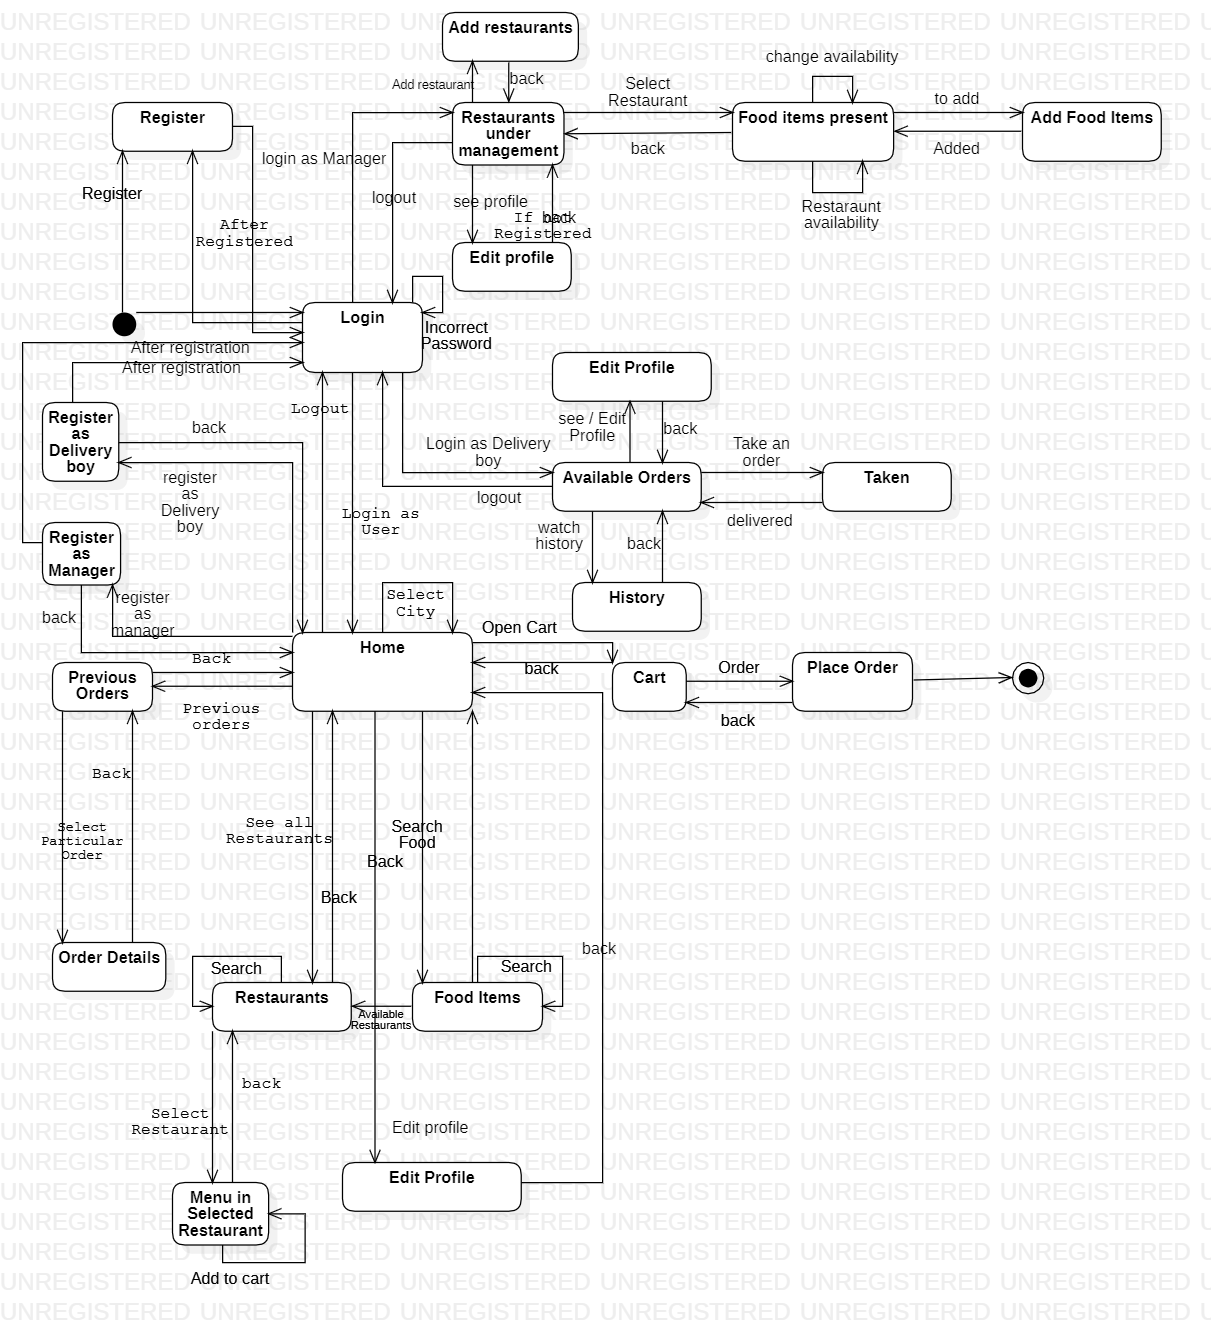 Add restaurants
Add restaurant
back
Select
Restaurant
change availability
to add
Register
Restaurants
under
management
Food items present
Add Food Items
login as Manager
back
Added
Register
logout
see profile
Restaraunt
availability
If not
Registered
back
After
Registered
Edit profile
Login
Incorrect
Password
After registration
After registration
Edit Profile
Logout
Register
as
Delivery
boy
back
see / Edit
Profile
back
Login as Delivery
boy
Take an
order
register
as
Delivery
boy
Available Orders
Taken
logout
Login as
User
delivered
watch
history
back
Register
as
Manager
History
back
register
as
manager
Select
City
Open Cart
Home
Back
back
Previous
Orders
Cart
Order
Place Order
Previous
orders
back
Back
Select
Particular
Order
See all
Restaurants
Search
Food
Back
Back
Order Details
back
Search
Search
Restaurants
Food Items
Available
Restaurants
back
Select
Restaurant
Edit profile
Edit Profile
Menu in
Selected
Restaurant
Add to cart
UNREGISTERED